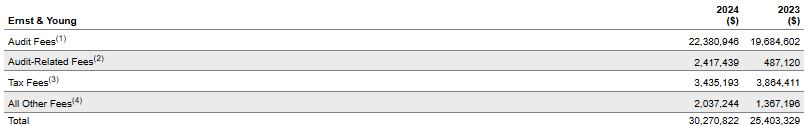 2024 2023
Ernst & Young ($) ($)
Audit Fees(1) 22,380,946 19,684,602
Audit-Related Fees(2) 2,417,439 487,120
Tax Fees(3) 3,435,193 3,864,411
All Other Fees(4) 2,037,244 1,367,196
Total 30,270,822 25,403,329